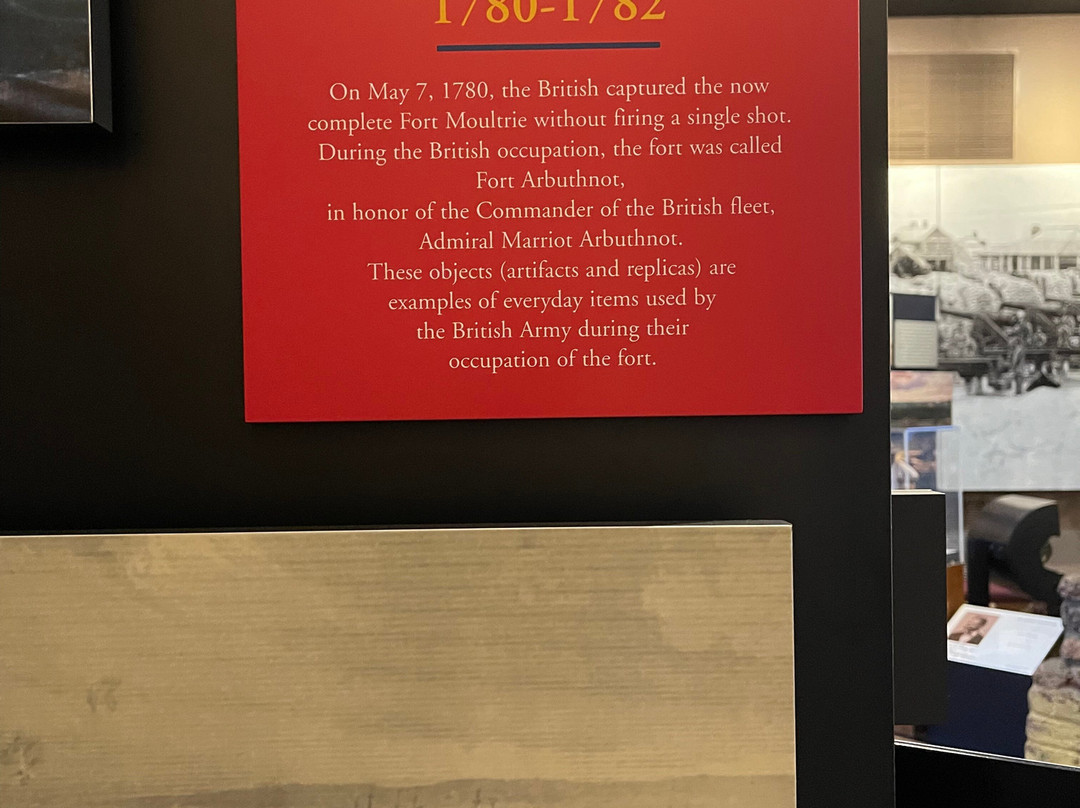 1780-1782
On May 7, 1780, the British captured the now
complete Fort Moultrie without firing a single shot.
During the British occupation, the fort was called
Fort Arbuthnot,
in honor of the Commander of the British fleet,
Admiral Marriot Arbuthnot.
These objects (artifacts and replicas) are
examples of everyday items used by
the British Army during their
occupation of the fort.